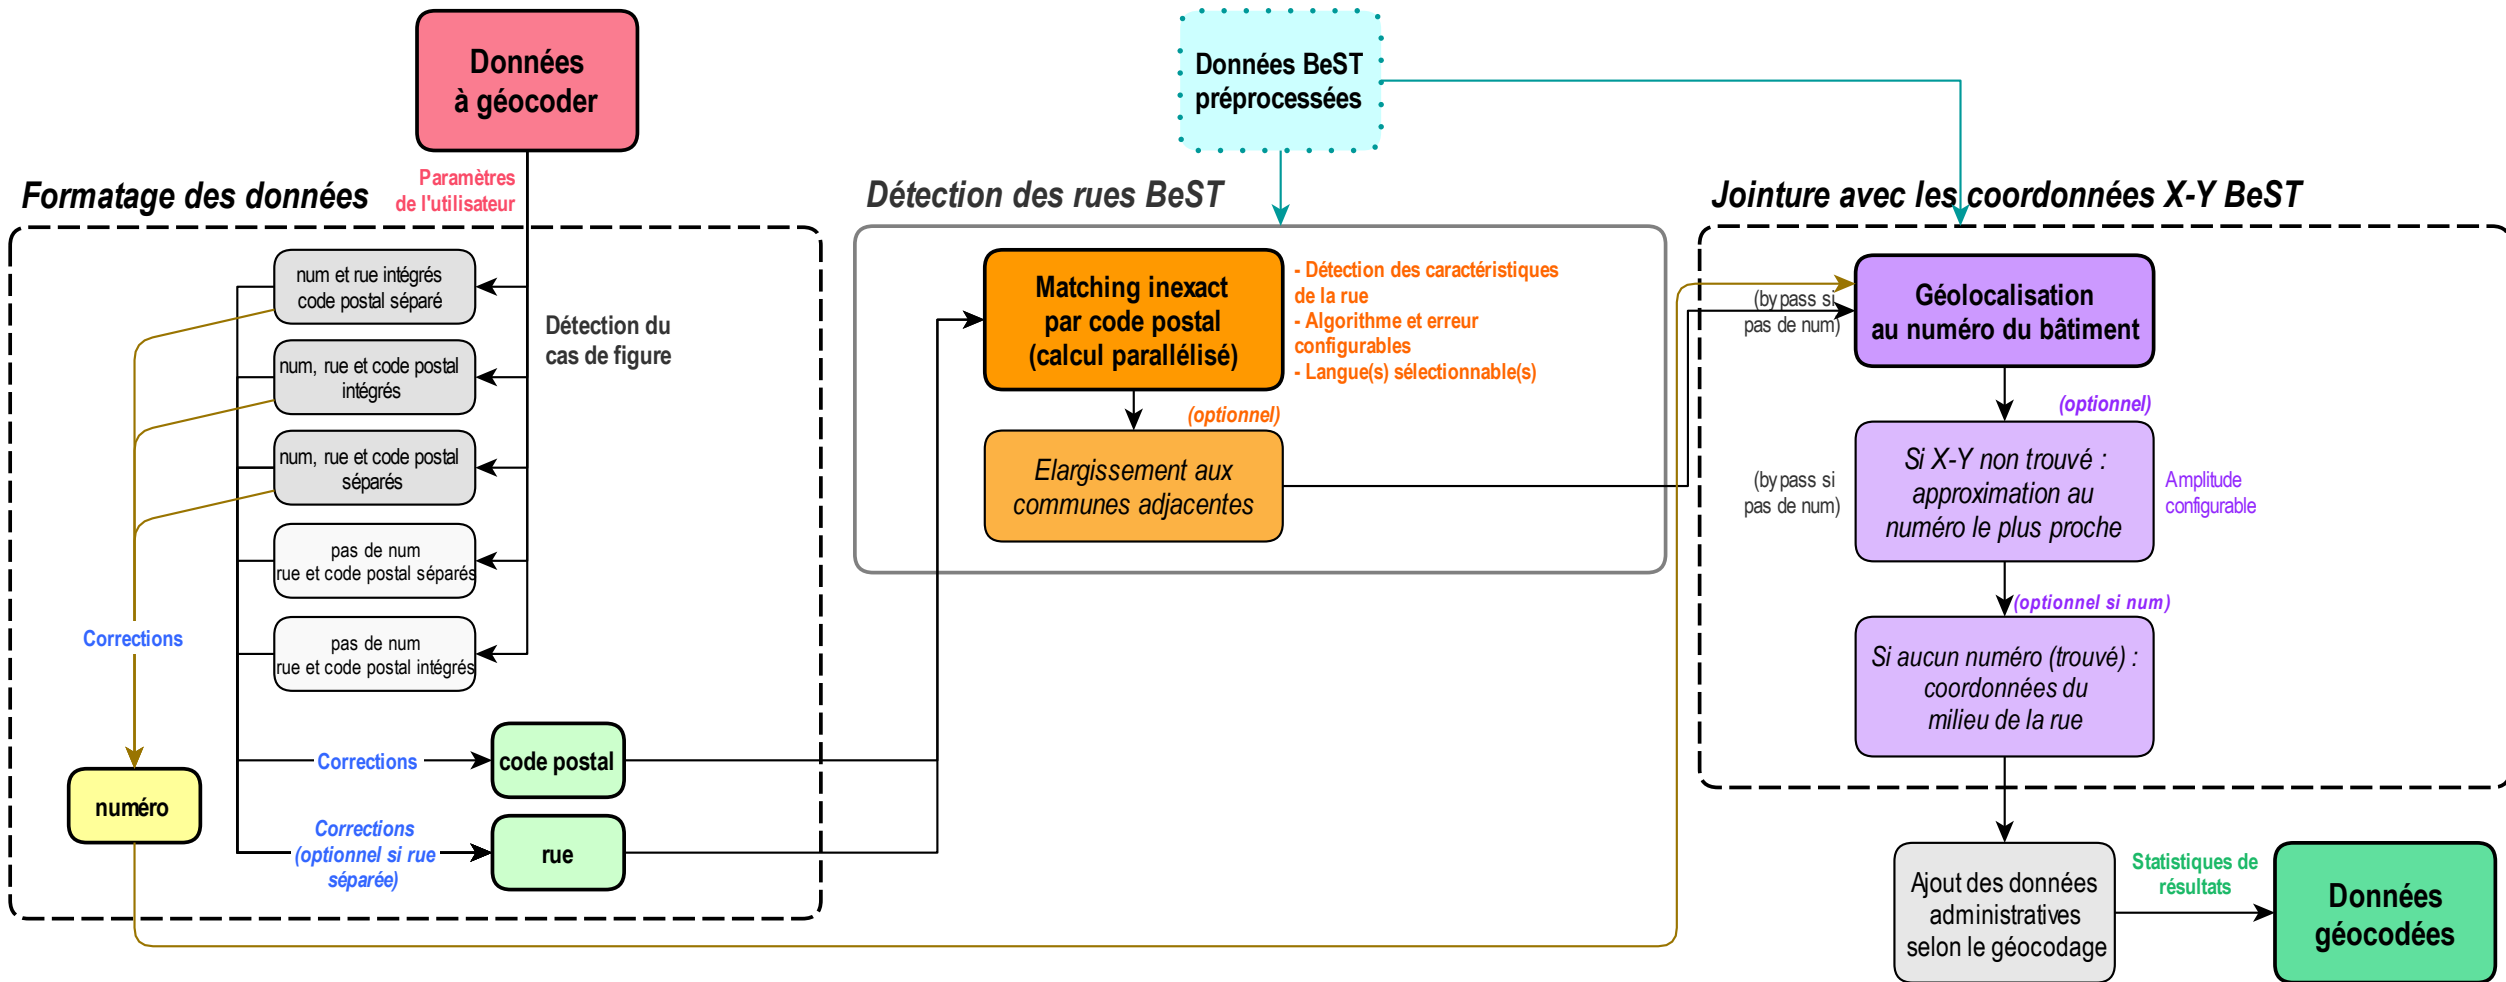 Données
à géocoder
Données BeST
préprocessées
Paramètres
de l'utilisateur
Formatage des données
num et rue intégrés
code postal séparé
num, rue et code postal
intégrés
num, rue et code postal
séparés
pas de num
rue et code postal séparés
pas de num
rue et code postal intégrés
Détection du
cas de figure
Corrections
numéro
Corrections
code postal
Corrections
(optionnel si rue
séparée)
rue
Détection des rues BeST
Matching inexact
par code postal
(calcul parallélisé)
- Détection des caractéristiques
de la rue
- Algorithme et erreur
configurables
- Langue(s) sélectionnable(s)
(optionnel)
Elargissement aux
communes adjacentes
Jointure avec les coordonnées X-Y BeST
(bypass si
pas de num)
Géolocalisation
au numéro du bâtiment
(optionnel)
(bypass si
pas de num)
Si X-Y non trouvé :
approximation au
numéro le plus proche
Amplitude
configurable
(optionnel si num)
Si aucun numéro (trouvé) :
coordonnées du
milieu de la rue
Ajout des données
administratives
selon le géocodage
Statistiques de
résultats
Données
géocodées